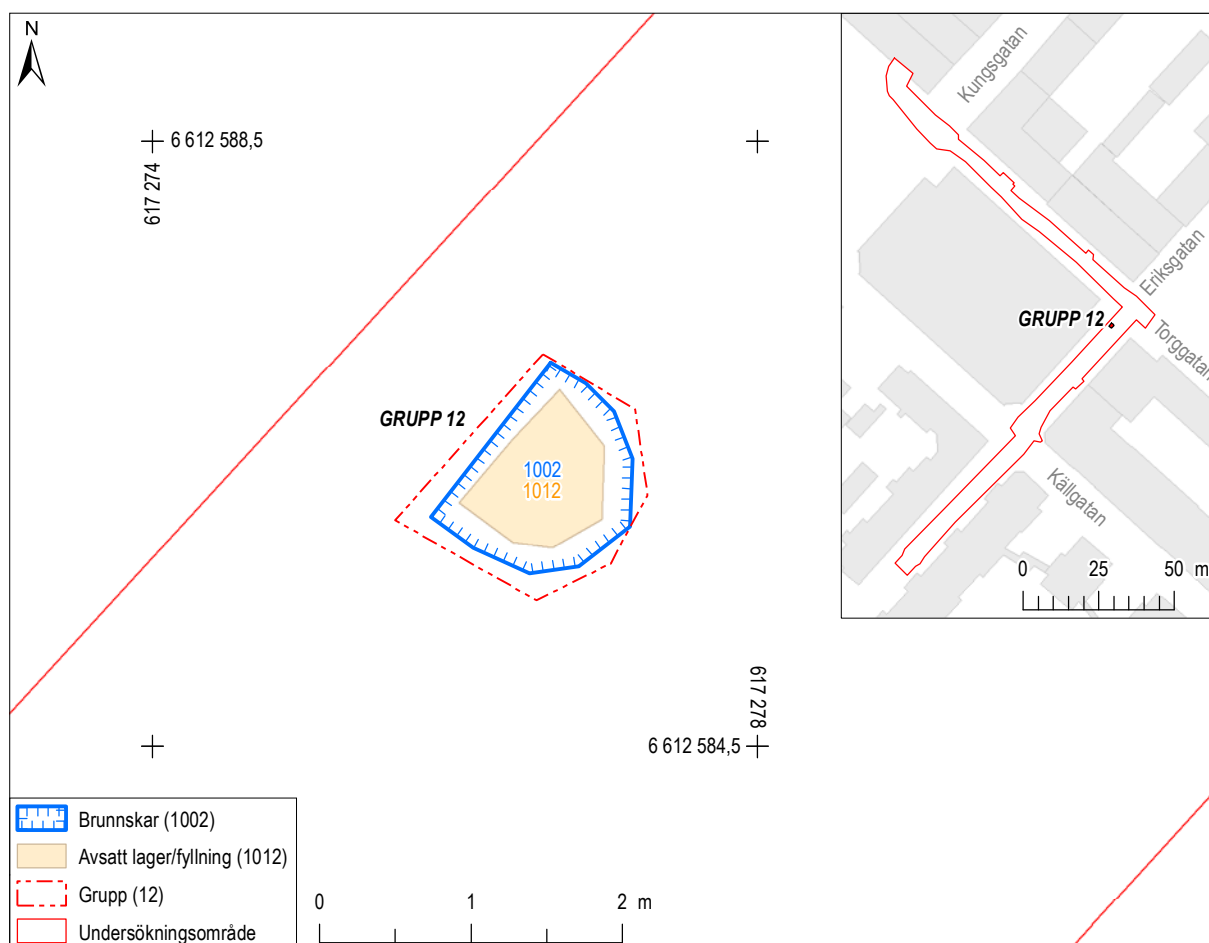 N
6 612 588,5
617 274
GRUPP 12
1002
1012
617 278
6 612 584,5
Kungsgatan
Eriksgatan
GRUPP 12
Torggatan
Källgatan
0 25 50 m
Brunnskar (1002)
Avsatt lager/fyllning (1012)
Grupp (12)
Undersökningsområde
0 1 2 m